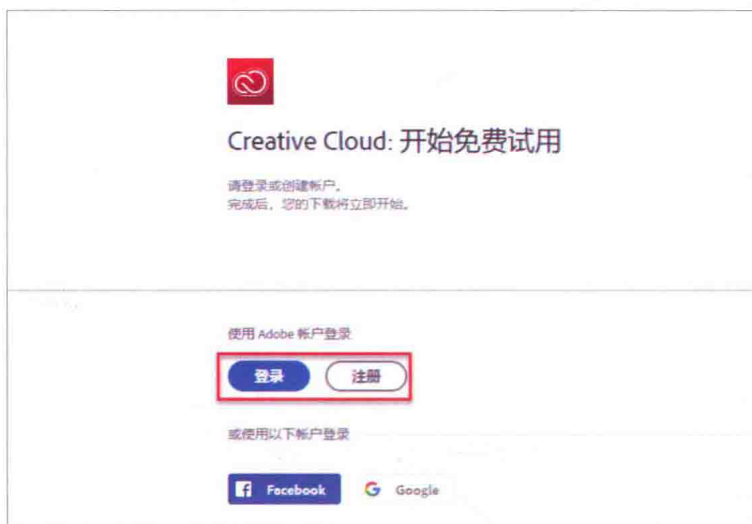 Creative Cloud: 开始免费试用
请登录或创建帐户。
完成后，您的下载将立即开始。
使用 Adobe 帐户登录
登录 注册
或使用以下帐户登录
Facebook Google